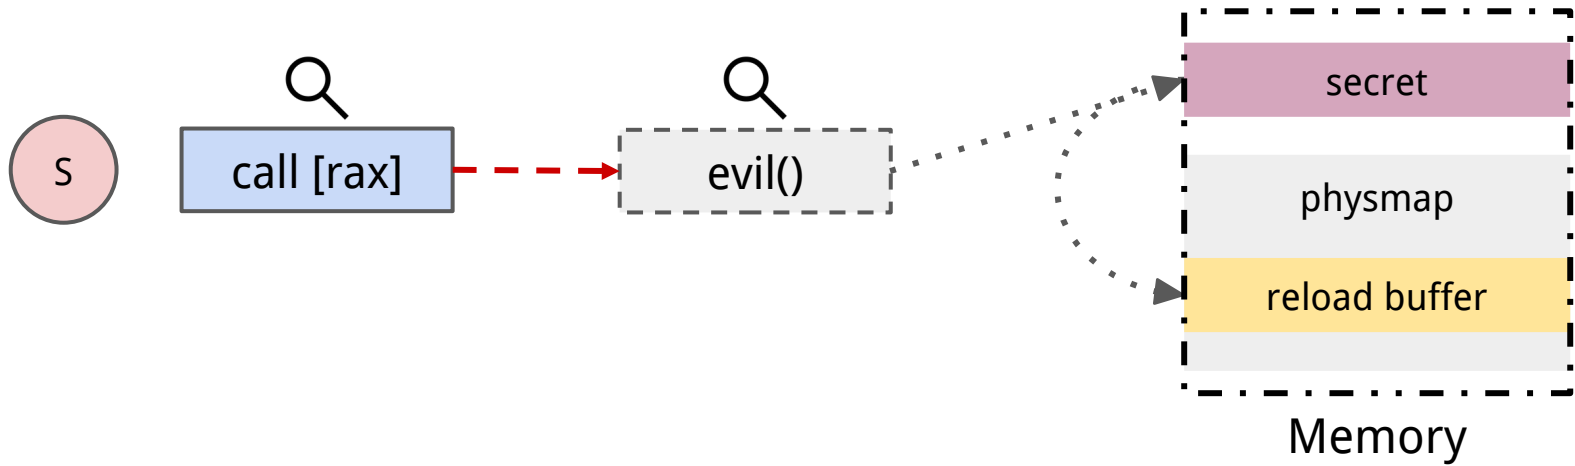 S
call [rax]
evil()
secret
physmap
reload buffer
Memory